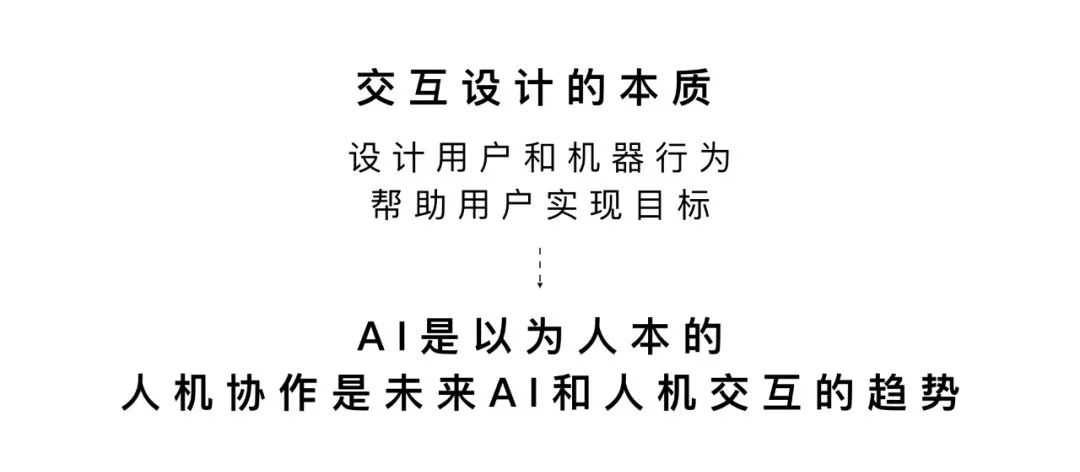 交互设计的本质
设计用户和机器行为
帮助用户实现目标
AI是以为人本的
人机协作是未来AI和人机交互的趋势